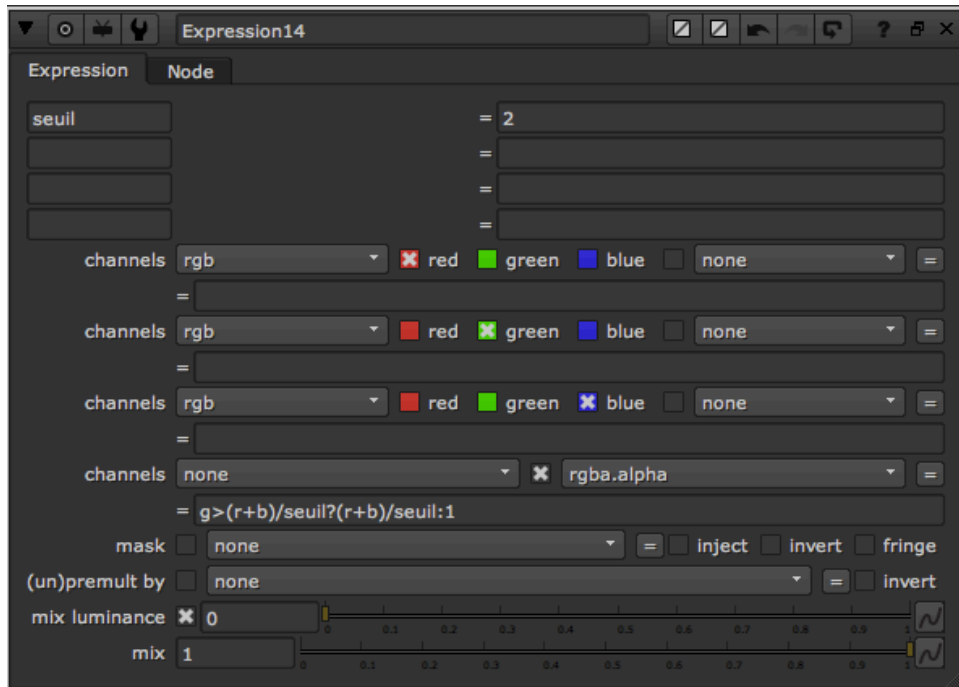 Expression14 ?
Expression Node
seuil = 2
=
=
=
channels rgb red green blue none =
=
channels rgb red green blue none =
=
channels rgb red green blue none =
=
channels none rgba.alpha =
= g>(r+b)/seuil?(r+b)/seuil:1
mask none = inject invert fringe
(un)premult by none = invert
mix luminance 0 0 0.1 0.2 0.3 0.4 0.5 0.6 0.7 0.8 0.9 1
mix 1 0 0.1 0.2 0.3 0.4 0.5 0.6 0.7 0.8 0.9 1